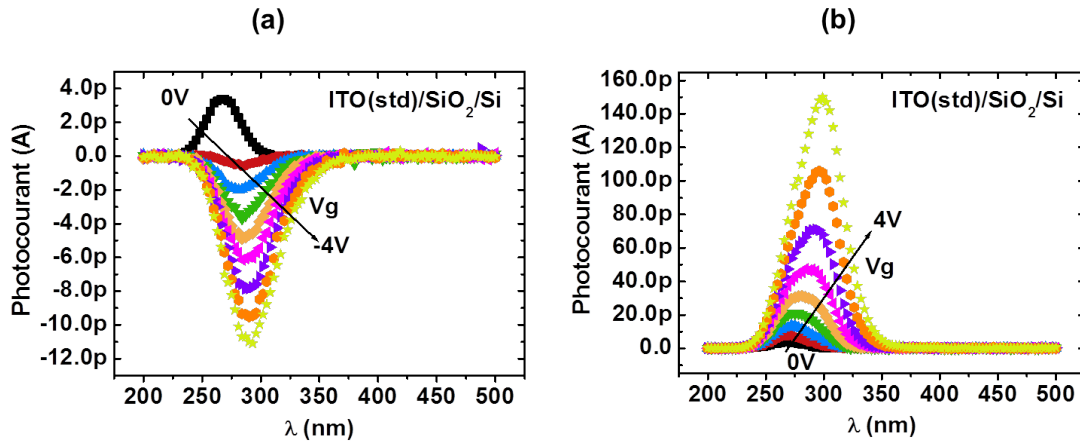 (a)
4.0p
2.0p
0.0
-2.0p
-4.0p
-6.0p
-8.0p
-10.0p
-12.0p
Photocourant (A)
ITO(std)/SiO₂/Si
0V
Vg
-4V
200 250 300 350 400 450 500
λ (nm)
(b)
160.0p
140.0p
120.0p
100.0p
80.0p
60.0p
40.0p
20.0p
0.0
Photocourant (A)
ITO(std)/SiO₂/Si
4V
Vg
0V
200 250 300 350 400 450 500
λ (nm)